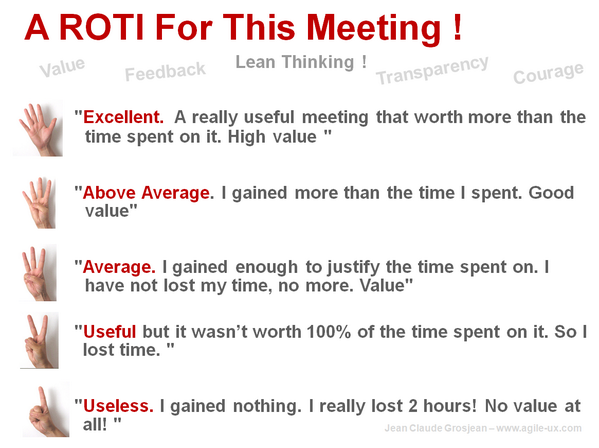 A ROTI For This Meeting !
Value
Feedback
Lean Thinking !
Transparency
Courage
"Excellent.  A really useful meeting that worth more than the
time spent on it. High value "
"Above Average. I gained more than the time I spent. Good
value"
"Average. I gained enough to justify the time spent on. I
have not lost my time, no more. Value"
"Useful but it wasn’t worth 100% of the time spent on it. So I
lost time. "
"Useless. I gained nothing. I really lost 2 hours! No value at
all! "
Jean Claude Grosjean – www.agile-ux.com